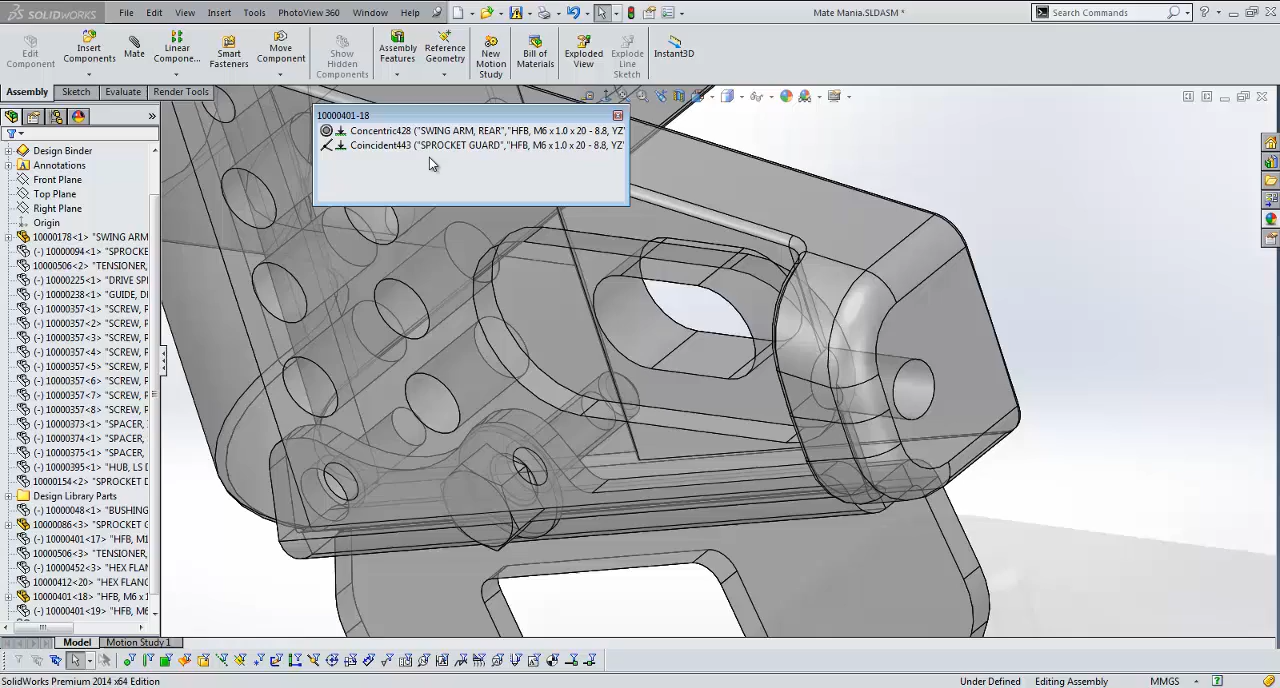 SOLIDWORKS File Edit View Insert Tools PhotoView 360 Window Help Mate Mania.SLDASM * Search Commands
Edit Component
Insert Components
Mate
Linear Compone...
Smart Fasteners
Move Component
Show Hidden Components
Assembly Features
Reference Geometry
New Motion Study
Bill of Materials
Exploded View
Explode Line Sketch
Instant3D
Assembly Sketch Evaluate Render Tools
10000401-18
Concentric428 ("SWING ARM, REAR","HFB, M6 x 1.0 x 20 - 8.8, YZ"
Coincident443 ("SPROCKET GUARD","HFB, M6 x 1.0 x 20 - 8.8, YZ"
Design Binder
Annotations
Front Plane
Top Plane
Right Plane
Origin
10000178<1> "SWING ARM
(-) 10000094<1> "SPROCKE
10000506<2> "TENSIONER,
(-) 10000225<1> "DRIVE SP
(-) 10000238<1> "GUIDE, D
(-) 10000357<1> "SCREW, P
(-) 10000357<2> "SCREW, P
(-) 10000357<3> "SCREW, P
(-) 10000357<4> "SCREW, P
(-) 10000357<5> "SCREW, P
(-) 10000357<6> "SCREW, P
(-) 10000357<7> "SCREW, P
(-) 10000357<8> "SCREW, P
(-) 10000373<1> "SPACER,
(-) 10000374<1> "SPACER,
(-) 10000375<1> "SPACER,
(-) 10000395<1> "HUB, LS D
(-) 10000154<2> "SPROCKET
Design Library Parts
(-) 10000048<1> "BUSHING
(-) 10000086<3> "SPROCKET G
(-) 10000401<17> "HFB, M1
(-) 10000506<3> "TENSIONER,
(-) 10000452<3> "HEX FLAN
10000412<20> "HEX FLANG
10000401<18> "HFB, M6 x 1
(-) 10000401<19> "HFB, M6
Model Motion Study 1
SolidWorks Premium 2014 x64 Edition Under Defined Editing Assembly MMGS